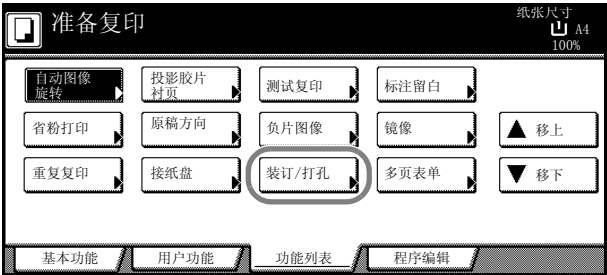 准备复印
纸张尺寸
A4
100%
自动图像
旋转
投影胶片
衬页
测试复印
标注留白
省粉打印
原稿方向
负片图像
镜像
移上
重复复印
接纸盘
装订/打孔
多页表单
移下
基本功能
用户功能
功能列表
程序编辑